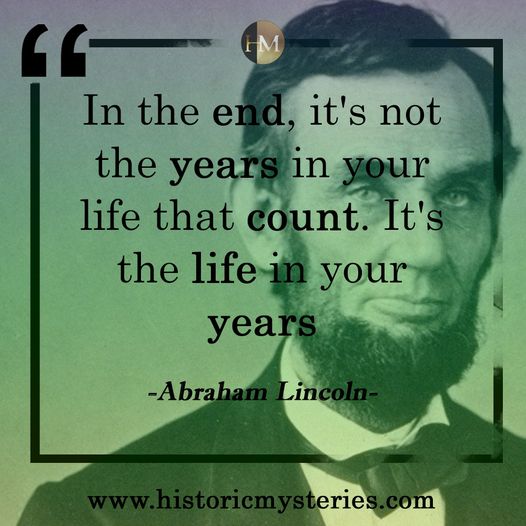 HM
In the end, it's not
the years in your
life that count. It's
the life in your
years
-Abraham Lincoln-
www.historicmysteries.com